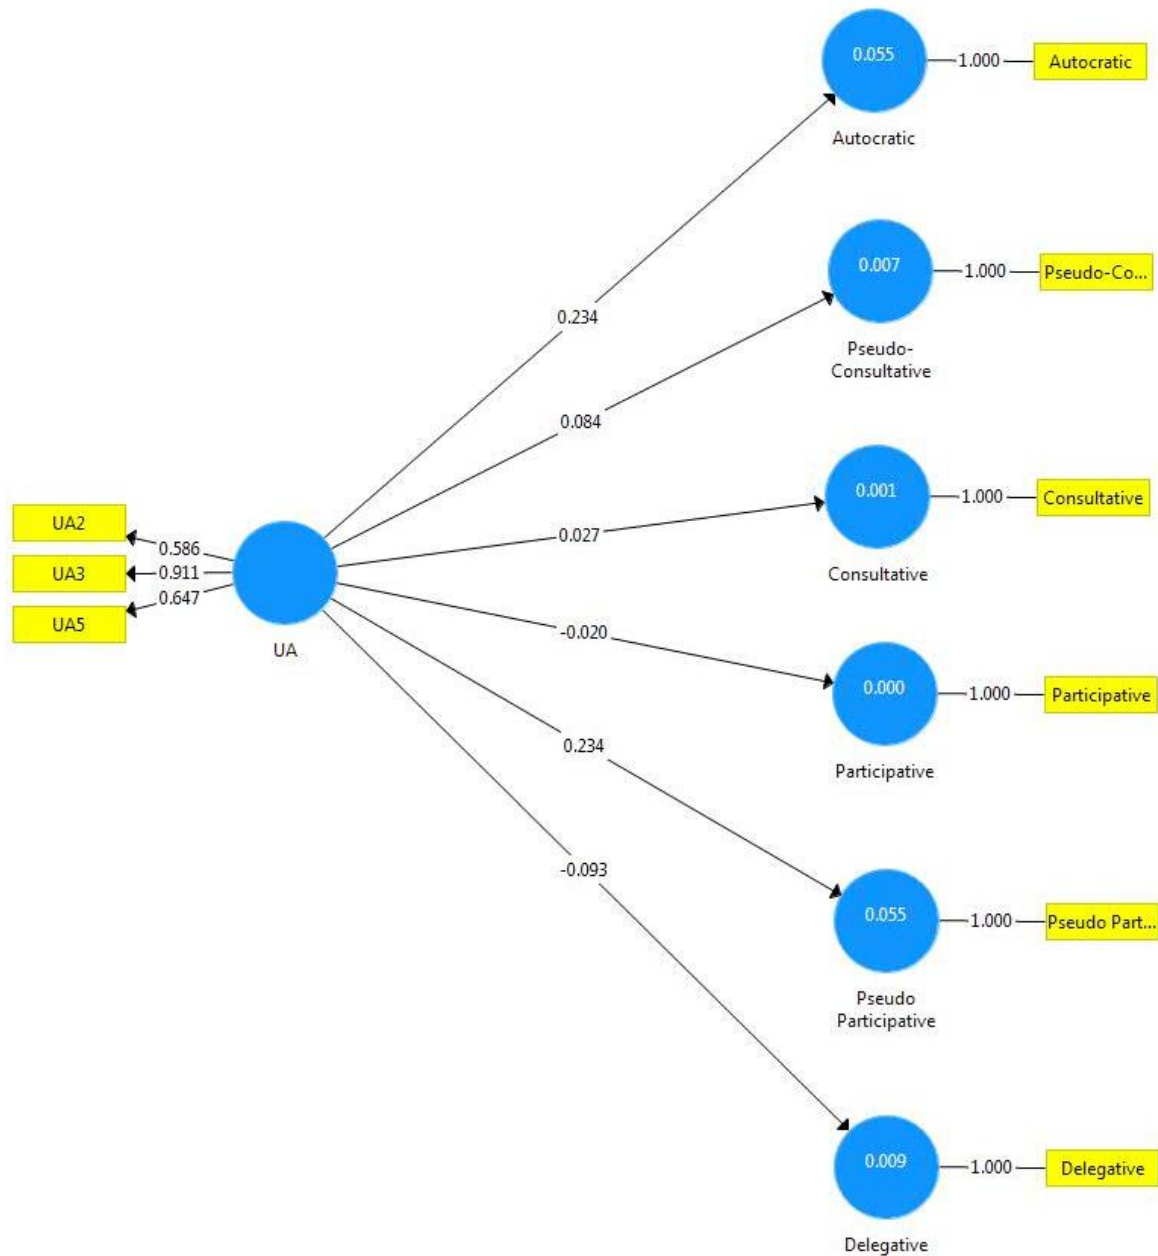 0.055
1.000
Autocratic
Autocratic
0.007
1.000
Pseudo-Co...
0.234
Pseudo-
Consultative
0.084
0.001
1.000
Consultative
UA2
0.586
0.027
Consultative
UA3
0.911
0.647
UA5
UA
-0.020
0.000
1.000
Participative
0.234
Participative
-0.093
0.055
1.000
Pseudo Part...
Pseudo
Participative
0.009
1.000
Delegative
Delegative